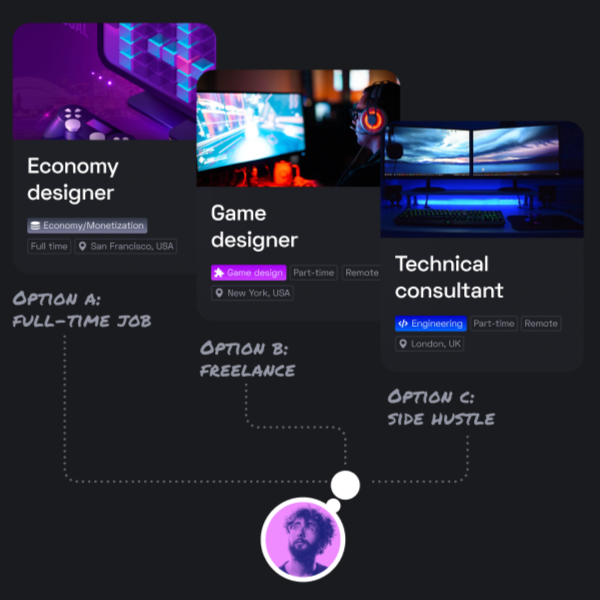 Economy
designer
Economy/Monetization
Full time San Francisco, USA
OPTION A:
FULL-TIME JOB
Game
designer
Game design Part-time Remote
New York, USA
OPTION B:
FREELANCE
Technical
consultant
Engineering Part-time Remote
London, UK
OPTION C:
SIDE HUSTLE